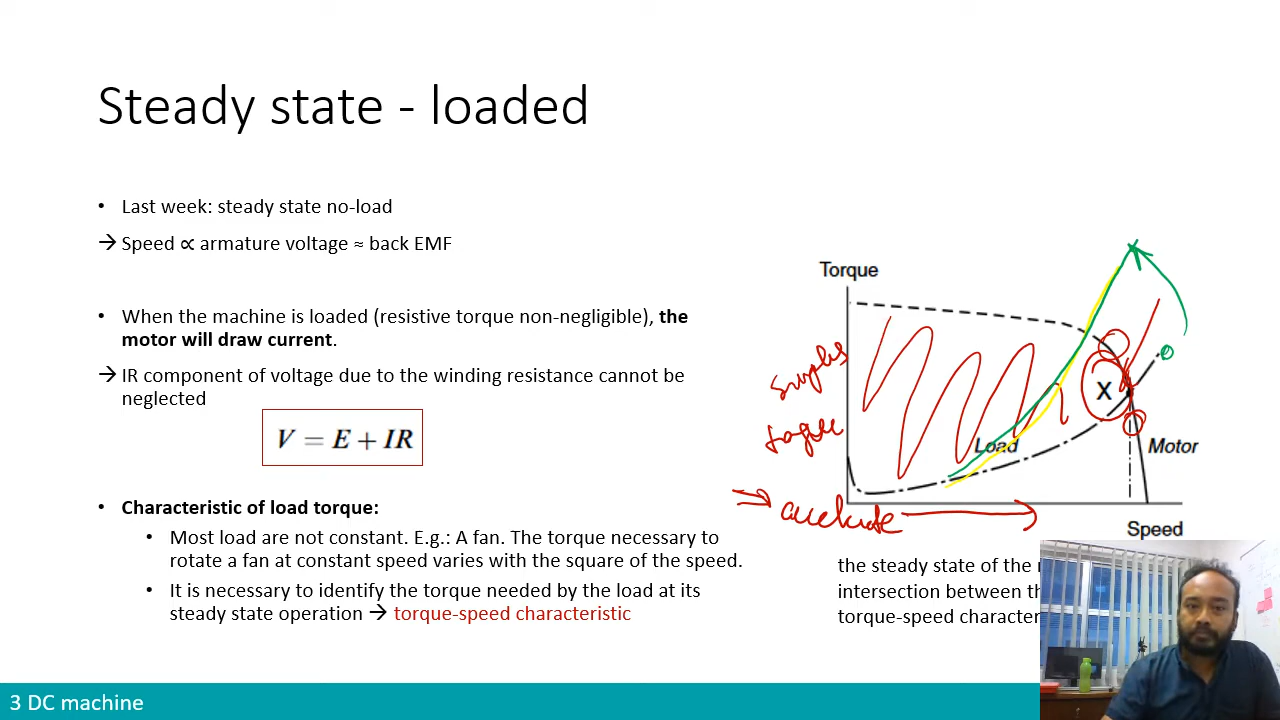 Steady state - loaded
• Last week: steady state no-load
→ Speed ∝ armature voltage ≈ back EMF
• When the machine is loaded (resistive torque non-negligible), the
motor will draw current.
→ IR component of voltage due to the winding resistance cannot be
neglected
V = E + IR
• Characteristic of load torque:
• Most load are not constant. E.g.: A fan. The torque necessary to
rotate a fan at constant speed varies with the square of the speed.
• It is necessary to identify the torque needed by the load at its
steady state operation → torque-speed characteristic
Torque
X
Load
Motor
Speed
the steady state of the
intersection between
torque-speed
3 DC machine